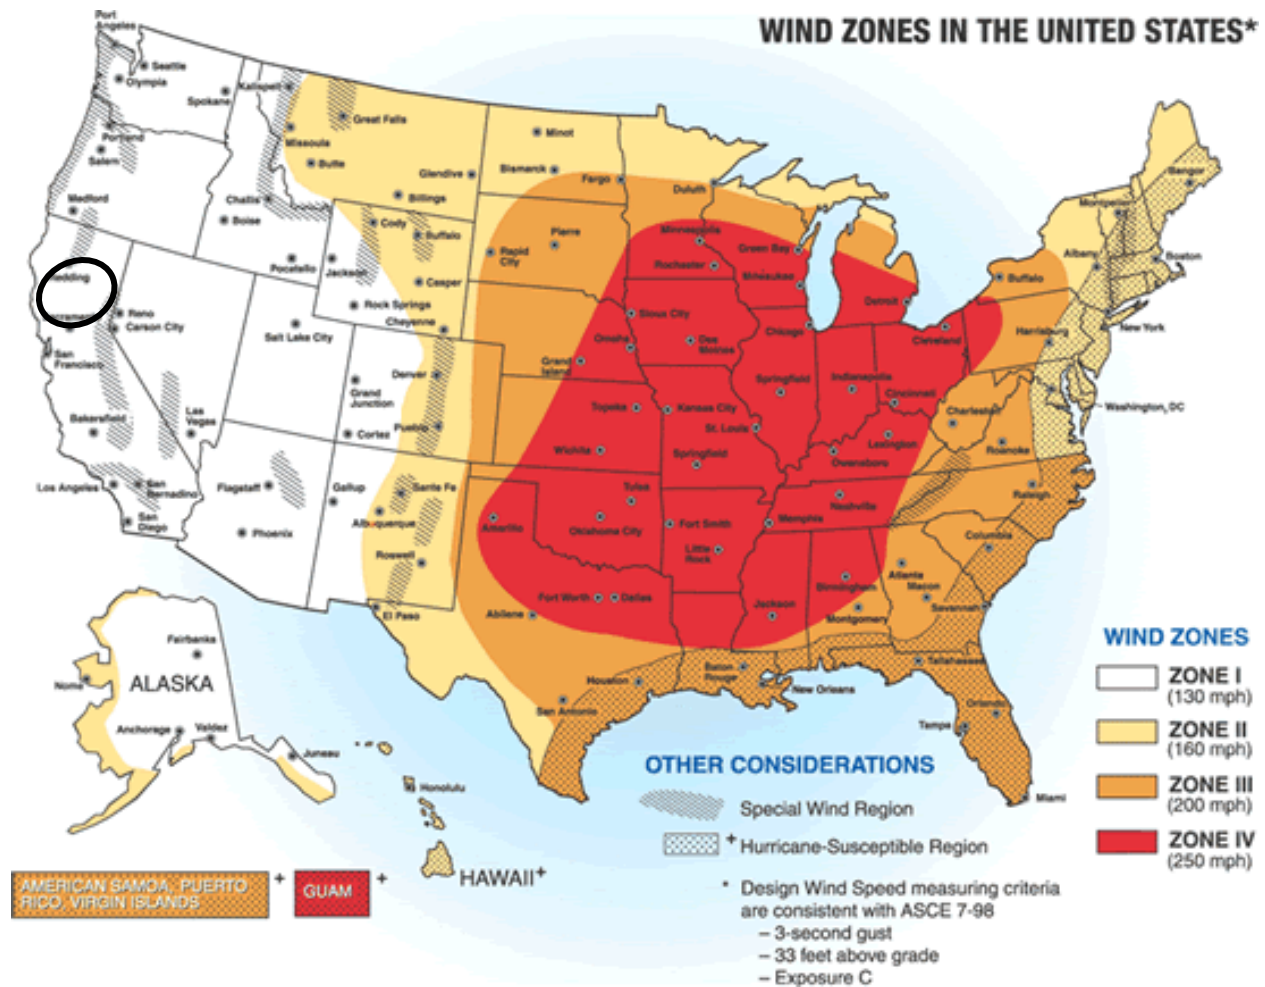 WIND ZONES IN THE UNITED STATES*
Port
Angeles
Seattle
Olympia
Spokane
Kalispell
Great Falls
Minot
Portland
Missoula
Salem
Butte
Glendive
Bismarck
Fargo
Duluth
Bangor
Medford
Challis
Billings
Montpelier
Boise
Cody
Buffalo
Pierre
Minneapolis
Green Bay
Albany
Boston
Rapid
City
Pocatello
Jackson
Rochester
Milwaukee
Buffalo
Redding
Casper
Detroit
Rock Springs
Sacramento
Reno
Carson City
Cheyenne
Sioux City
Chicago
New York
Salt Lake City
Omaha
Des
Moines
Cleveland
Harrisburg
San
Francisco
Grand
Island
Denver
Grand
Junction
Springfield
Indianapolis
Cincinnati
Washington, DC
Topeka
Kansas City
Charleston
Las
Vegas
Bakersfield
Pueblo
St. Louis
Cortez
Lexington
Roanoke
Wichita
Springfield
Owensboro
Los Angeles
San
Bernadino
Flagstaff
Gallup
Sante Fe
Tulsa
Nashville
Raleigh
San
Diego
Phoenix
Albuquerque
Amarillo
Oklahoma City
Fort Smith
Memphis
Columbia
Roswell
Little
Rock
Birmingham
Atlanta
Macon
El Paso
Abilene
Fort Worth
Dallas
Jackson
Montgomery
Savannah
Fairbanks
Nome
ALASKA
Anchorage
Valdez
Juneau
Houston
Baton
Rouge
New Orleans
Tallahassee
San Antonio
Orlando
Tampa
Miami
Honolulu
HAWAII+
AMERICAN SAMOA, PUERTO
RICO, VIRGIN ISLANDS
+
GUAM
+
OTHER CONSIDERATIONS
Special Wind Region
+ Hurricane-Susceptible Region
* Design Wind Speed measuring criteria
are consistent with ASCE 7-98
– 3-second gust
– 33 feet above grade
– Exposure C
WIND ZONES
ZONE I
(130 mph)
ZONE II
(160 mph)
ZONE III
(200 mph)
ZONE IV
(250 mph)